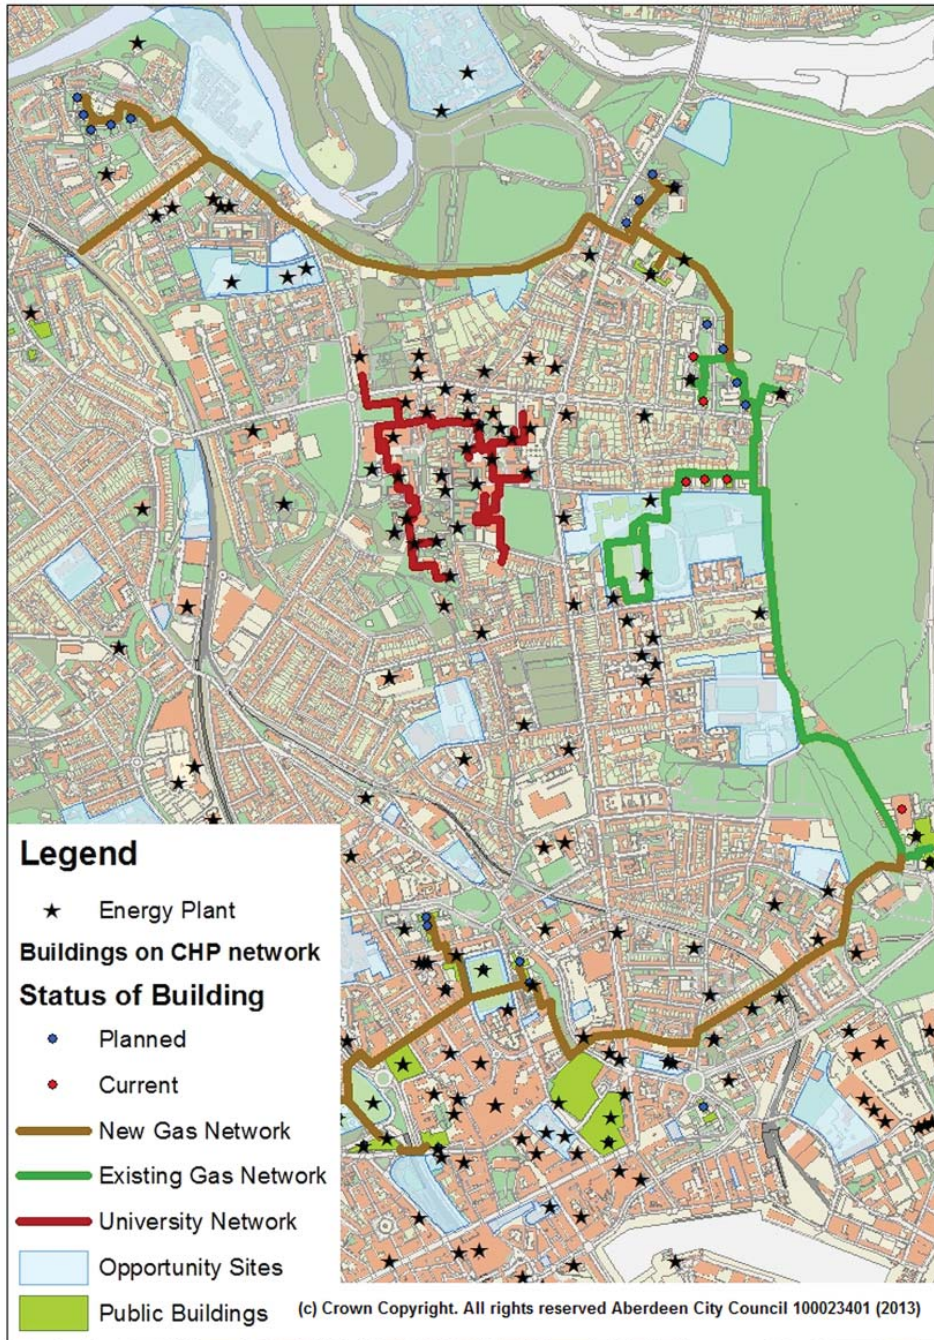 Legend
Energy Plant
Buildings on CHP network
Status of Building
Planned
Current
New Gas Network
Existing Gas Network
University Network
Opportunity Sites
Public Buildings
(c) Crown Copyright. All rights reserved Aberdeen City Council 100023401 (2013)